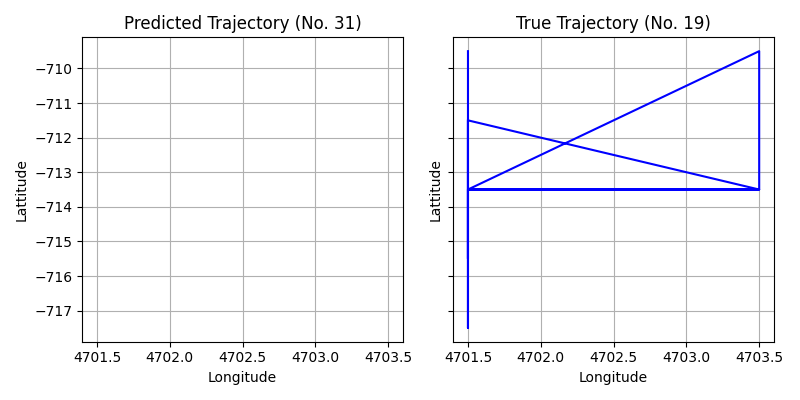 Predicted Trajectory (No. 31)
−710
−711
−712
−713
−714
−715
−716
−717
Lattitude
4701.5 4702.0 4702.5 4703.0 4703.5
Longitude
True Trajectory (No. 19)
Lattitude
4701.5 4702.0 4702.5 4703.0 4703.5
Longitude